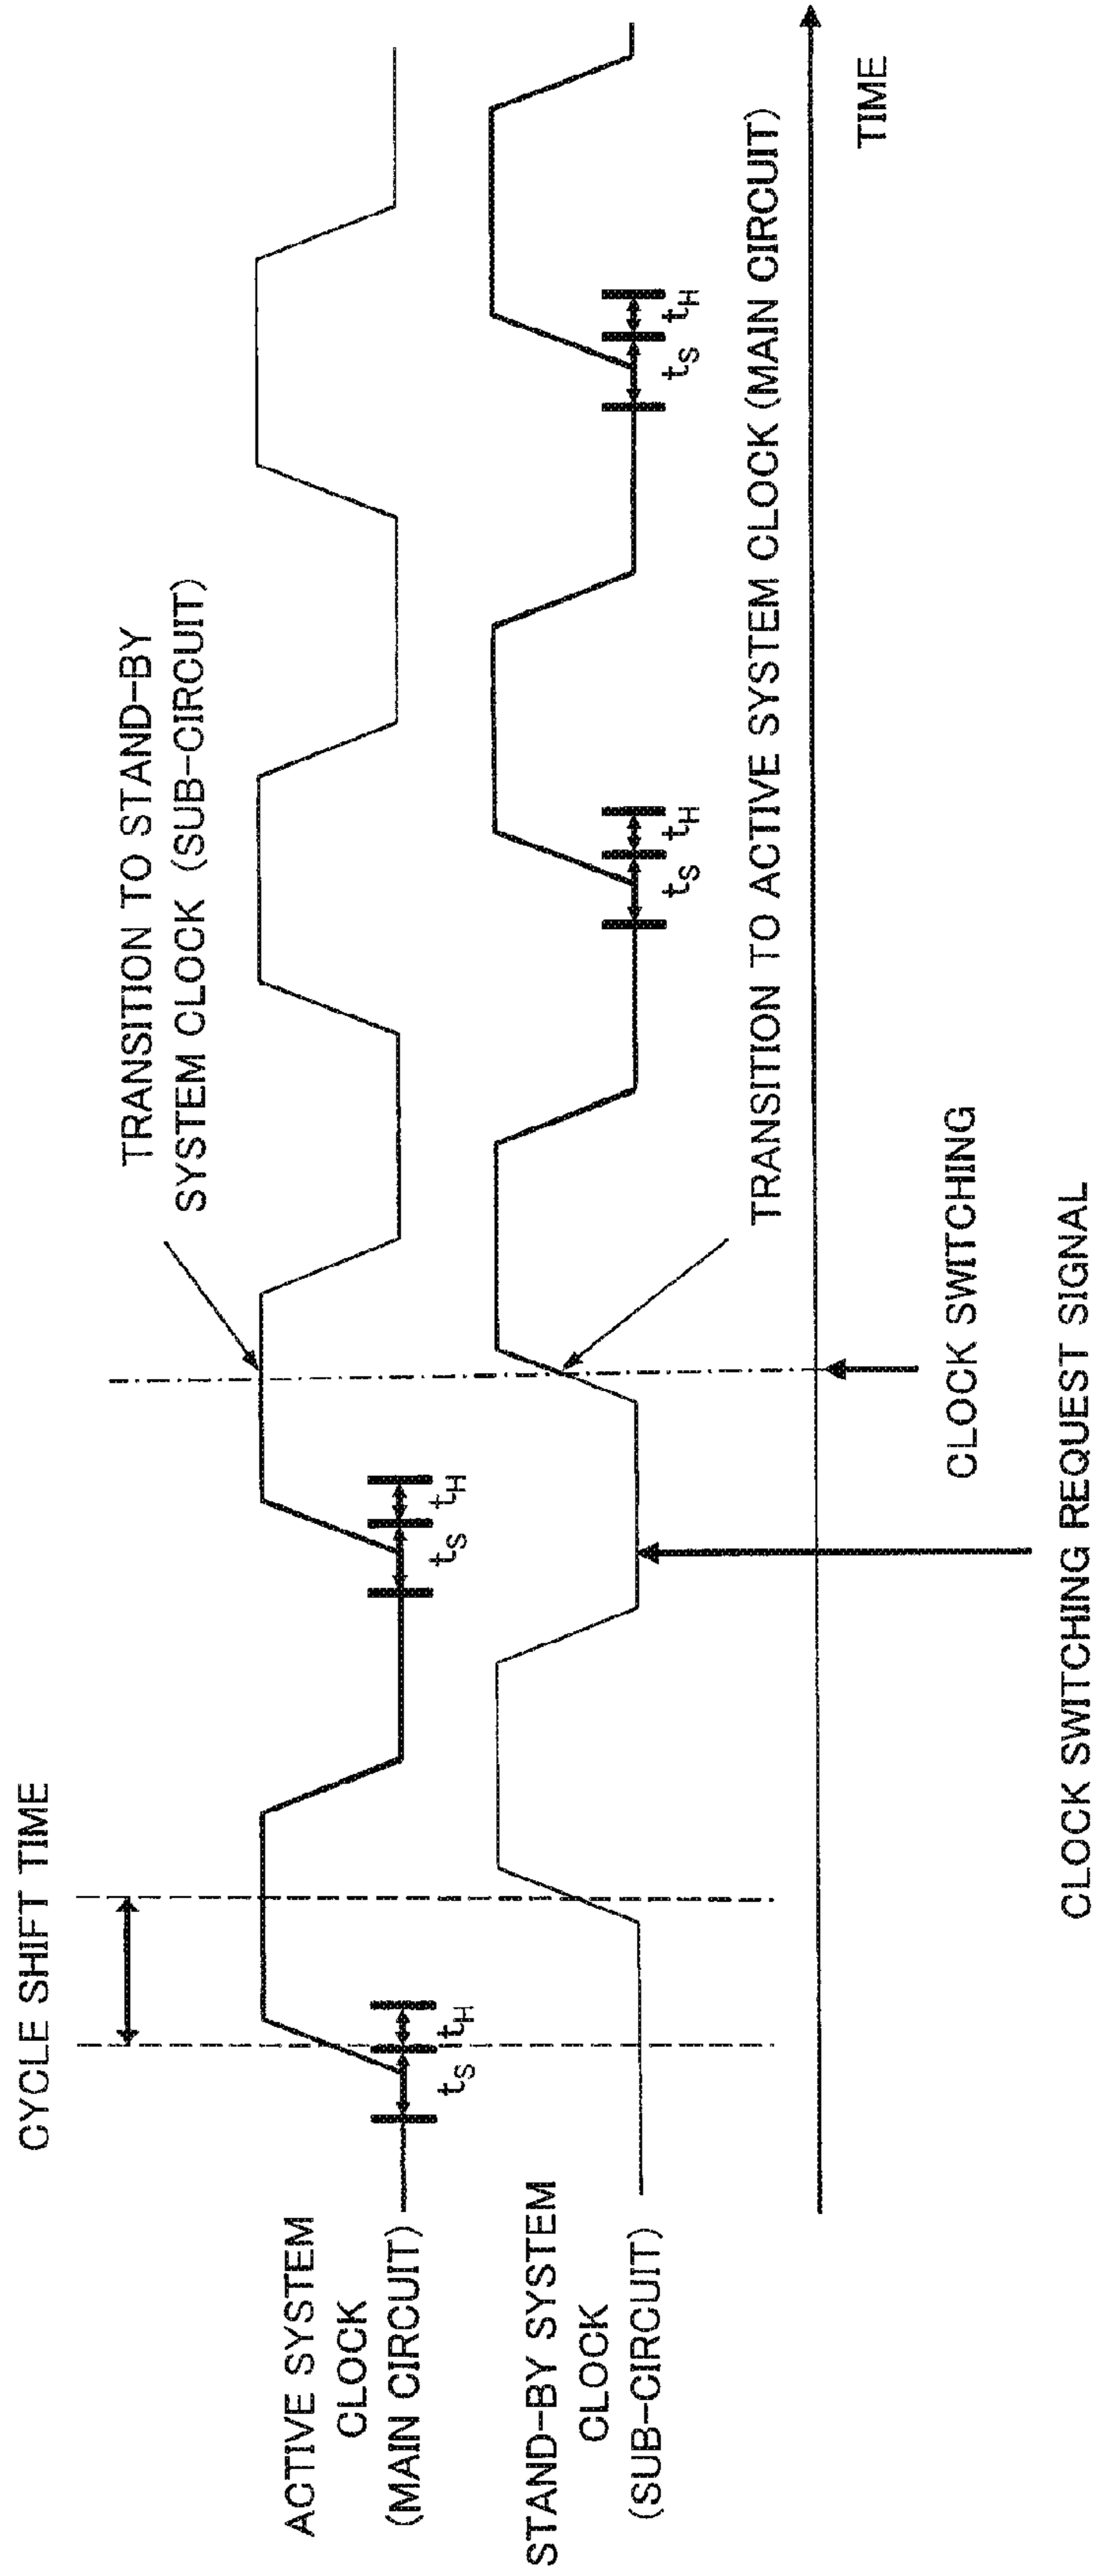 CYCLE SHIFT TIME
TRANSITION TO STAND-BY
SYSTEM CLOCK (SUB-CIRCUIT)
ACTIVE SYSTEM
CLOCK
(MAIN CIRCUIT)
tS
tH
tS
tH
STAND-BY SYSTEM
CLOCK
(SUB-CIRCUIT)
tS
tH
tS
tH
TRANSITION TO ACTIVE SYSTEM CLOCK (MAIN CIRCUIT)
TIME
CLOCK SWITCHING
CLOCK SWITCHING REQUEST SIGNAL